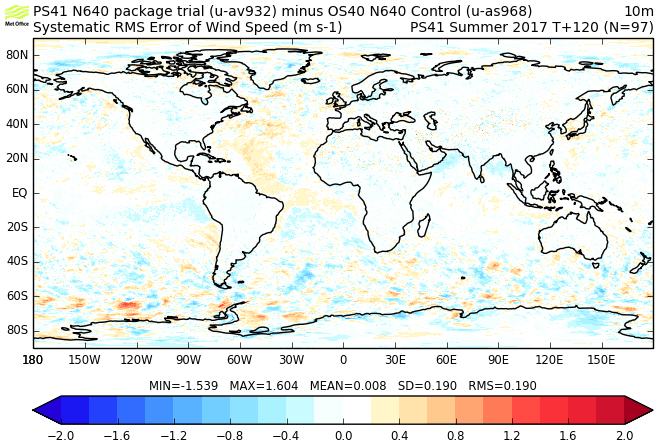 Met Office
PS41 N640 package trial (u-av932) minus OS40 N640 Control (u-as968) 10m
Systematic RMS Error of Wind Speed (m s-1) PS41 Summer 2017 T+120 (N=97)
80N
60N
40N
20N
EQ
20S
40S
60S
80S
180 150W 120W 90W 60W 30W 0 30E 60E 90E 120E 150E
MIN=-1.539 MAX=1.604 MEAN=0.008 SD=0.190 RMS=0.190
−2.0 −1.6 −1.2 −0.8 −0.4 0.0 0.4 0.8 1.2 1.6 2.0